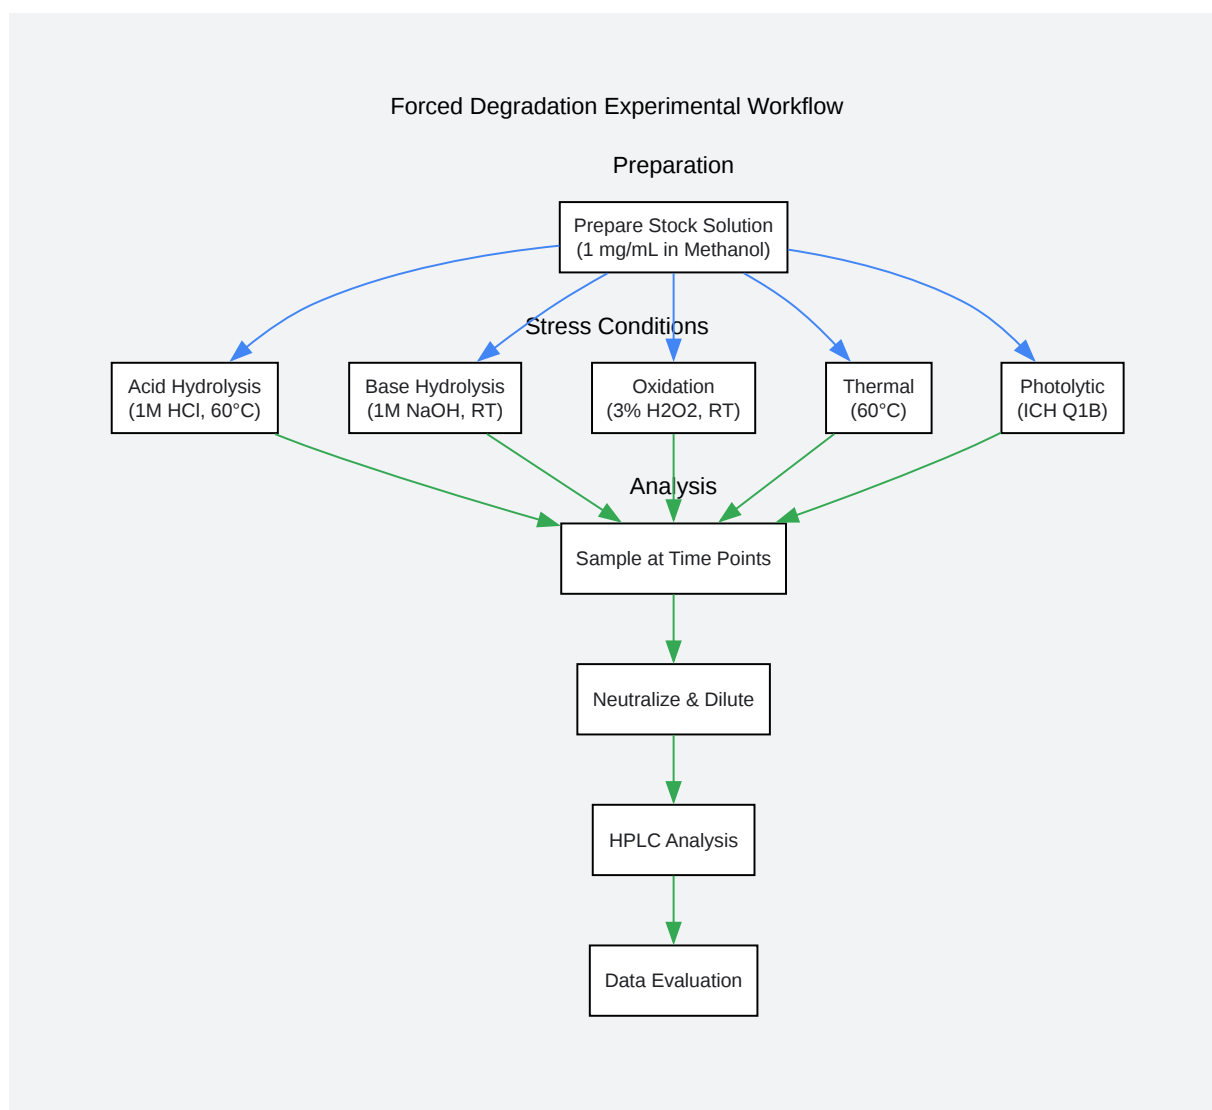 Forced Degradation Experimental Workflow
Preparation
Prepare Stock Solution
(1 mg/mL in Methanol)
Stress Conditions
Acid Hydrolysis
(1M HCl, 60°C)
Base Hydrolysis
(1M NaOH, RT)
Oxidation
(3% H2O2, RT)
Thermal
(60°C)
Photolytic
(ICH Q1B)
Analysis
Sample at Time Points
Neutralize & Dilute
HPLC Analysis
Data Evaluation